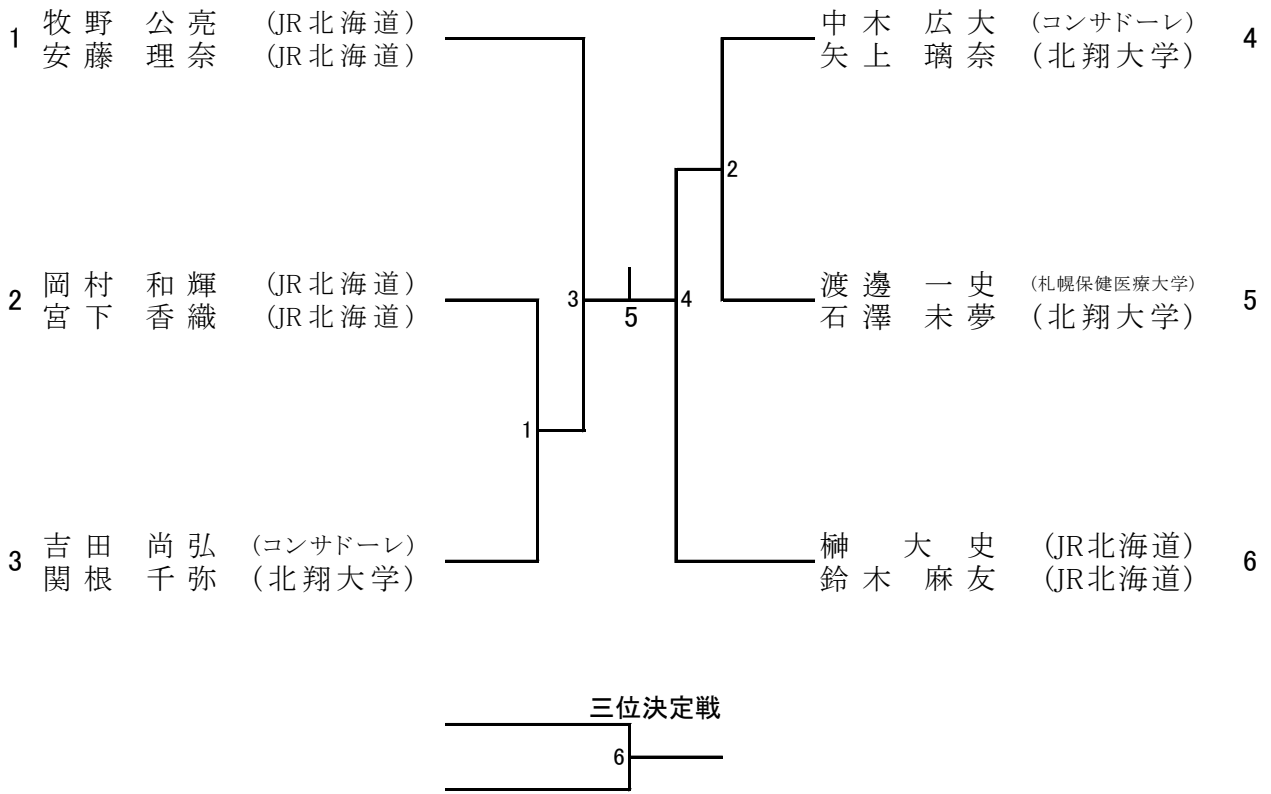 1
牧野 公亮 (JR北海道)
安藤 理奈 (JR北海道)
中木 広大 (コンサドーレ)
矢上 璃奈 (北翔大学)
4
2
2
岡村 和輝 (JR北海道)
宮下 香織 (JR北海道)
3
5
4
渡邊 一史 (札幌保健医療大学)
石澤 未夢 (北翔大学)
5
1
3
吉田 尚弘 (コンサドーレ)
関根 千弥 (北翔大学)
榊 大史 (JR北海道)
鈴木 麻友 (JR北海道)
6
三位決定戦
6